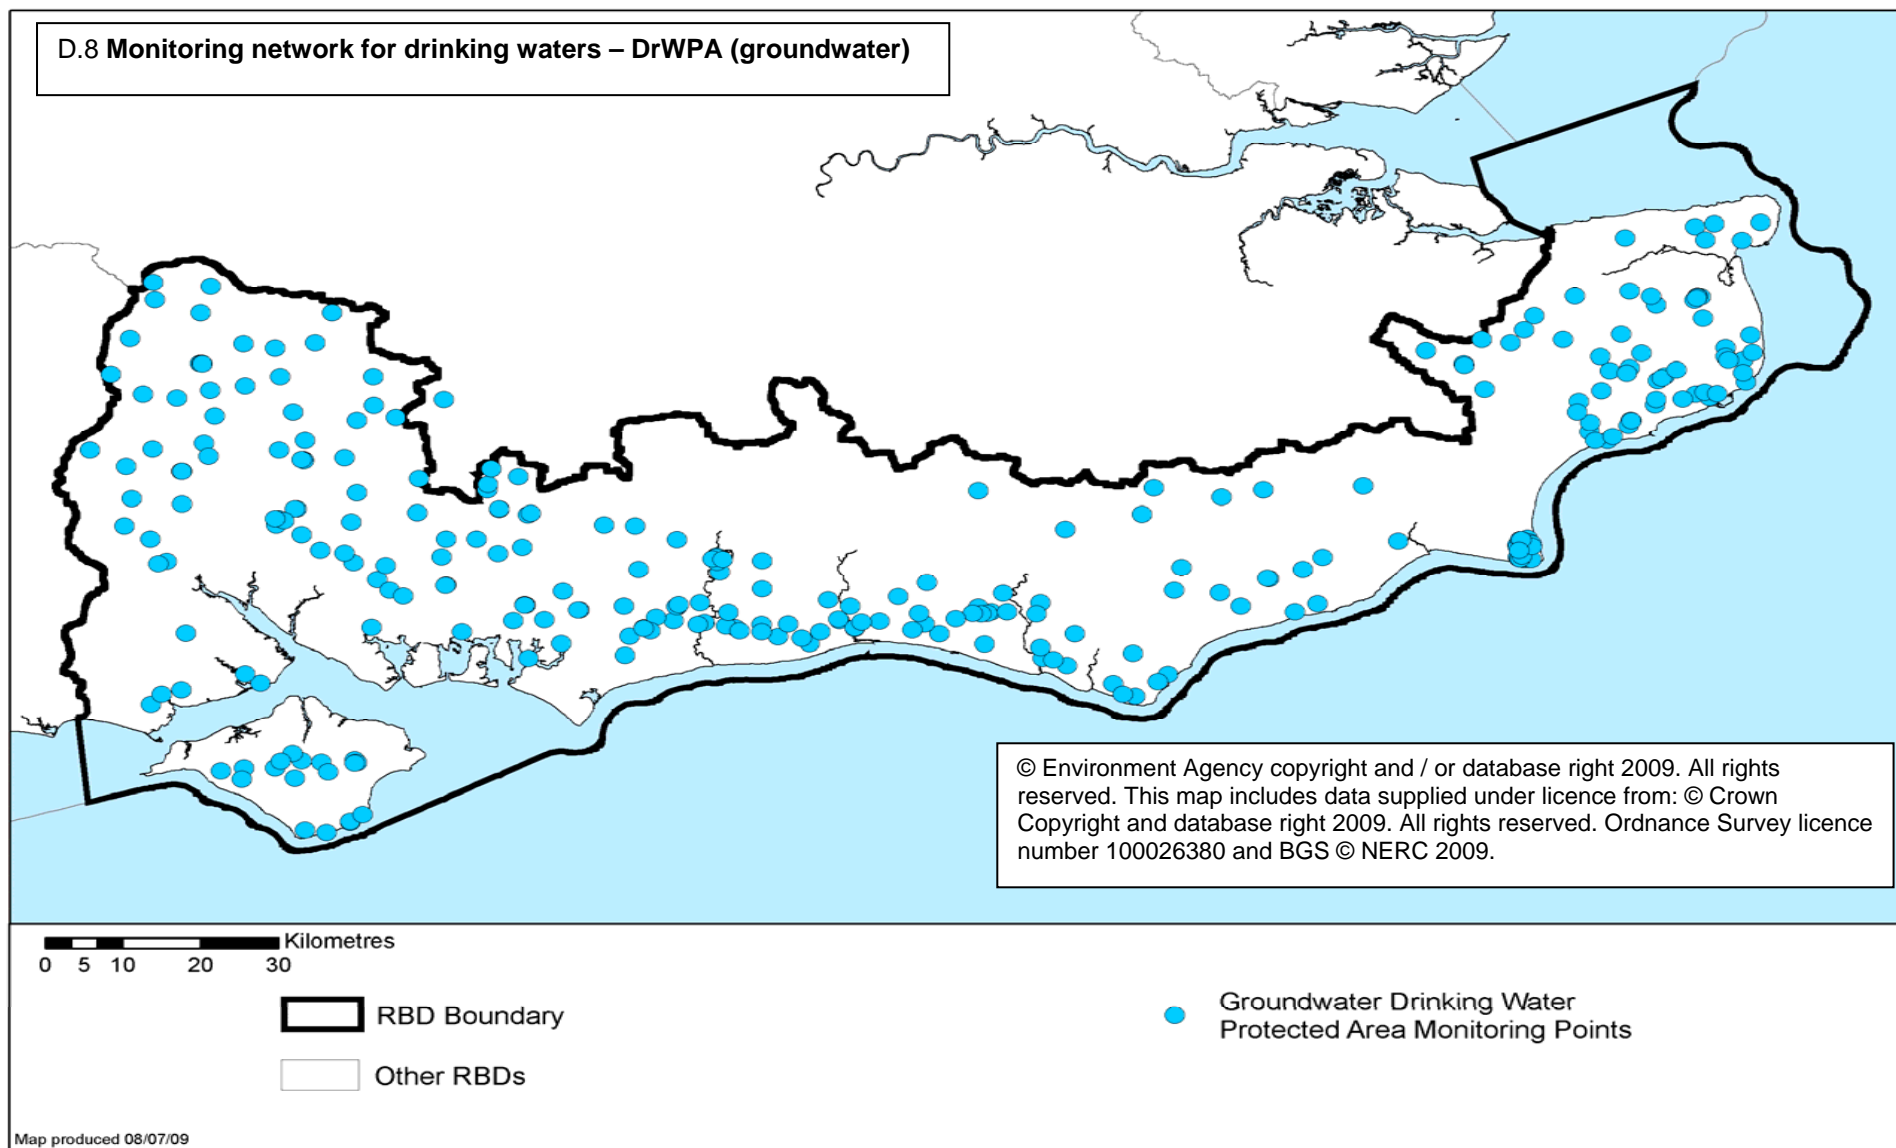 D.8 Monitoring network for drinking waters – DrWPA (groundwater)
© Environment Agency copyright and / or database right 2009. All rights
reserved. This map includes data supplied under licence from: © Crown
Copyright and database right 2009. All rights reserved. Ordnance Survey licence
number 100026380 and BGS © NERC 2009.
Kilometres
0 5 10 20 30
RBD Boundary
Other RBDs
Groundwater Drinking Water
Protected Area Monitoring Points
Map produced 08/07/09